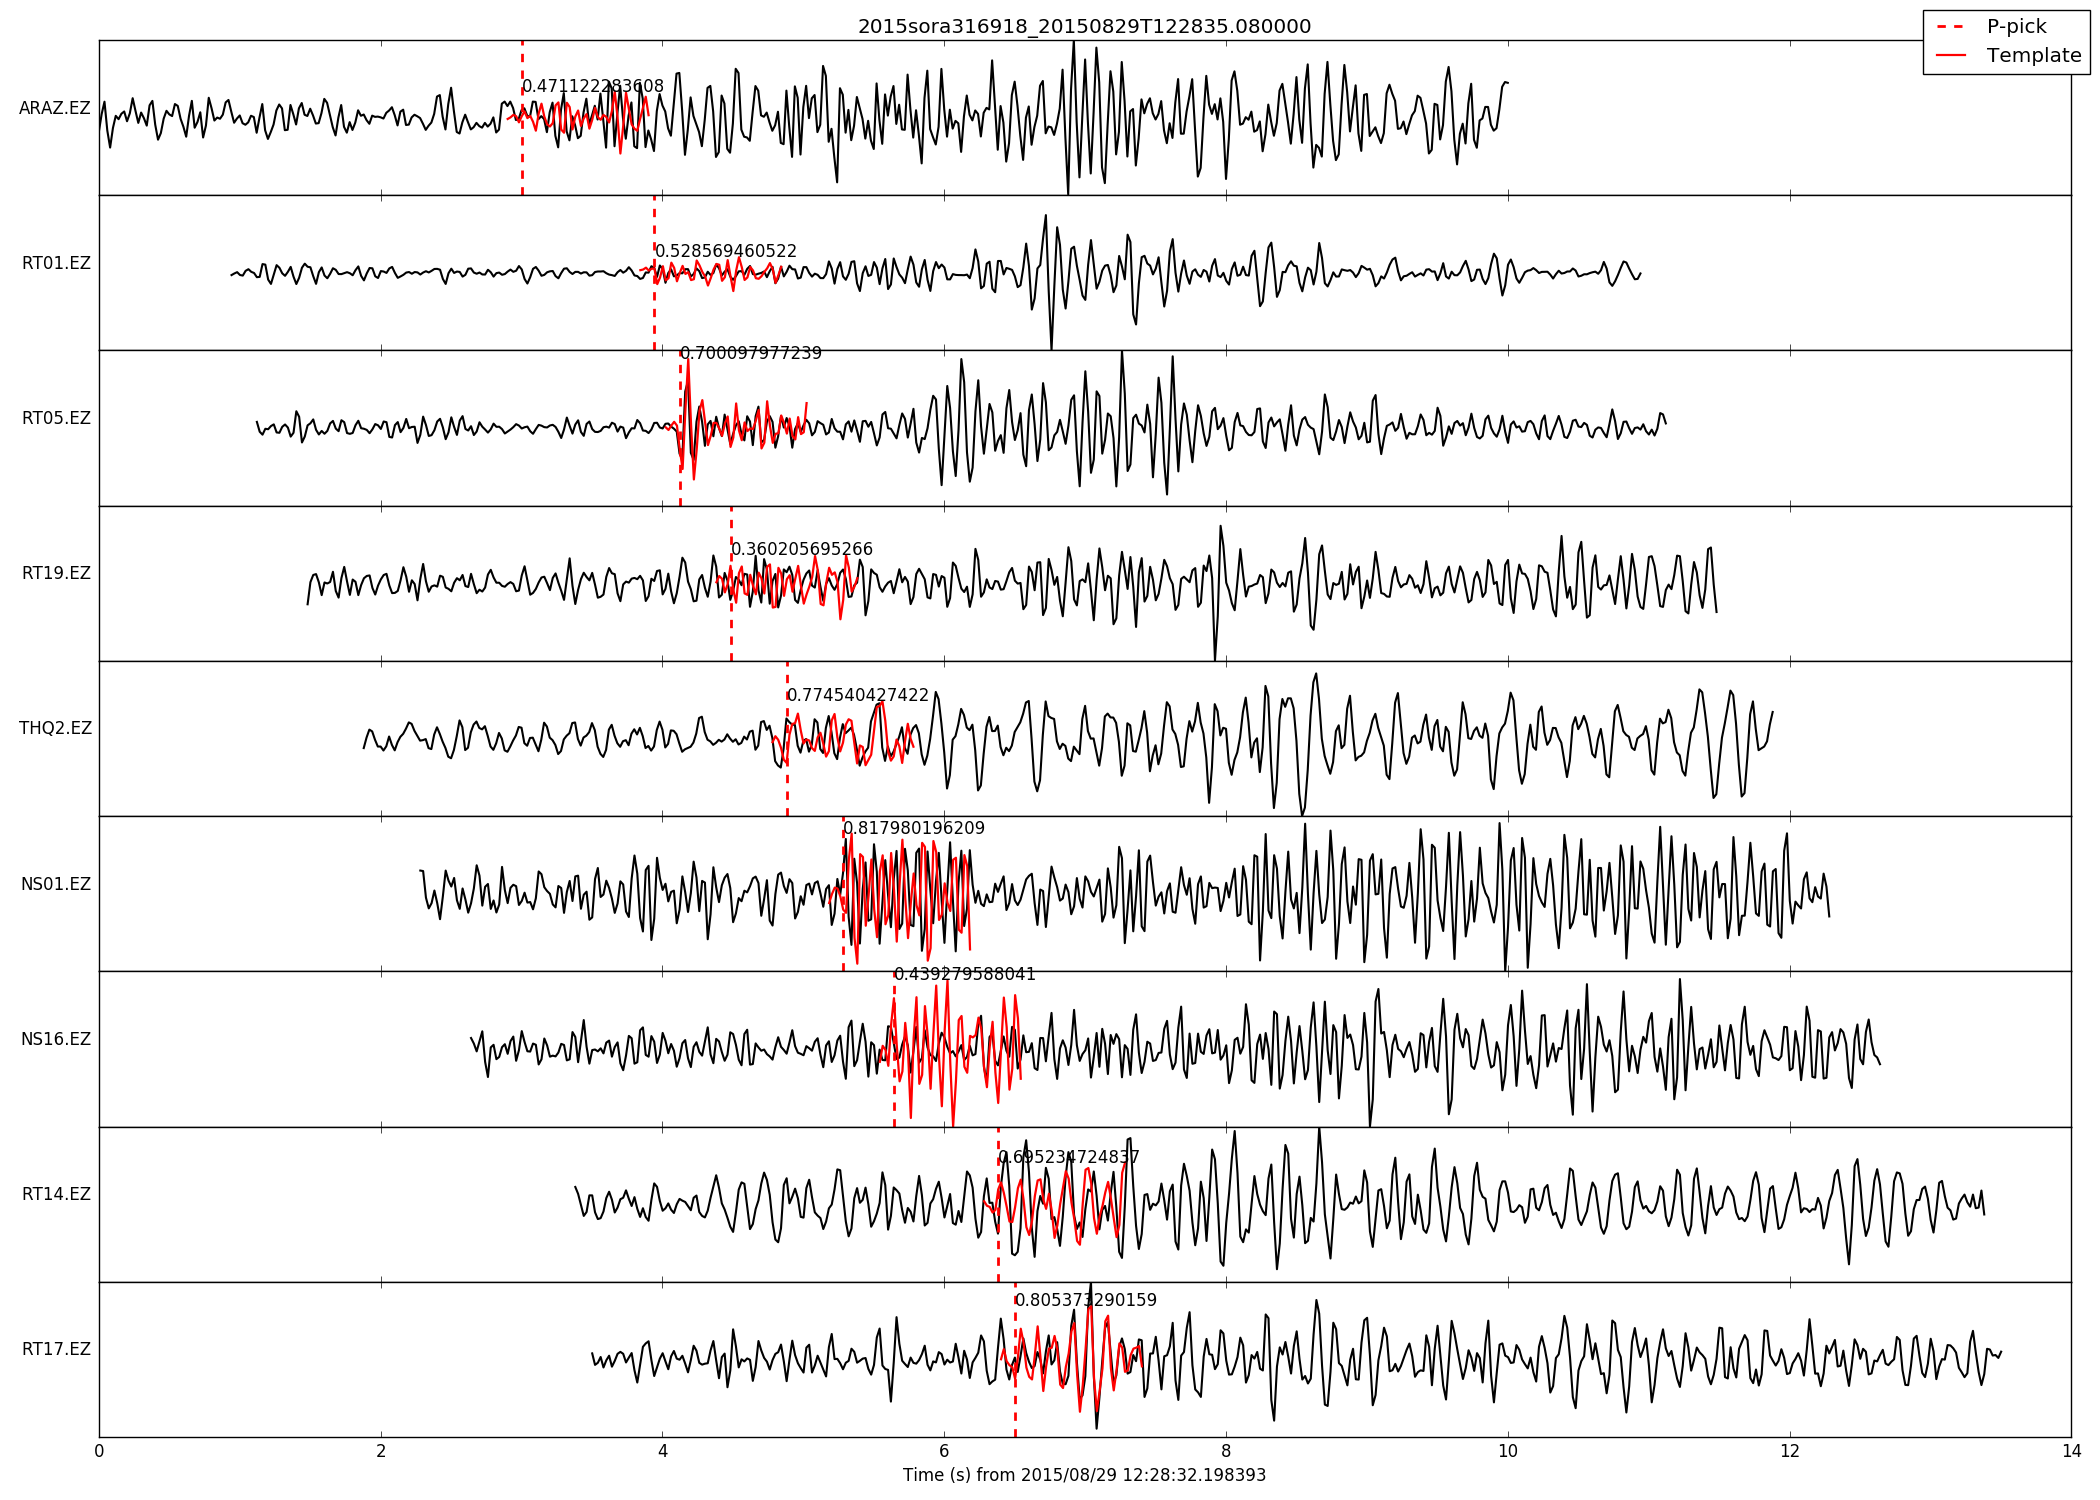 2015sora316918_20150829T122835.080000
P-pick
Template
ARAZ.EZ
0.471122283608
RT01.EZ
0.528569460522
RT05.EZ
0.700097977239
RT19.EZ
0.360205695266
THQ2.EZ
0.774540427422
NS01.EZ
0.817980196209
NS16.EZ
0.439279588041
RT14.EZ
0.695234724837
RT17.EZ
0.805373290159
0 2 4 6 8 10 12 14
Time (s) from 2015/08/29 12:28:32.198393